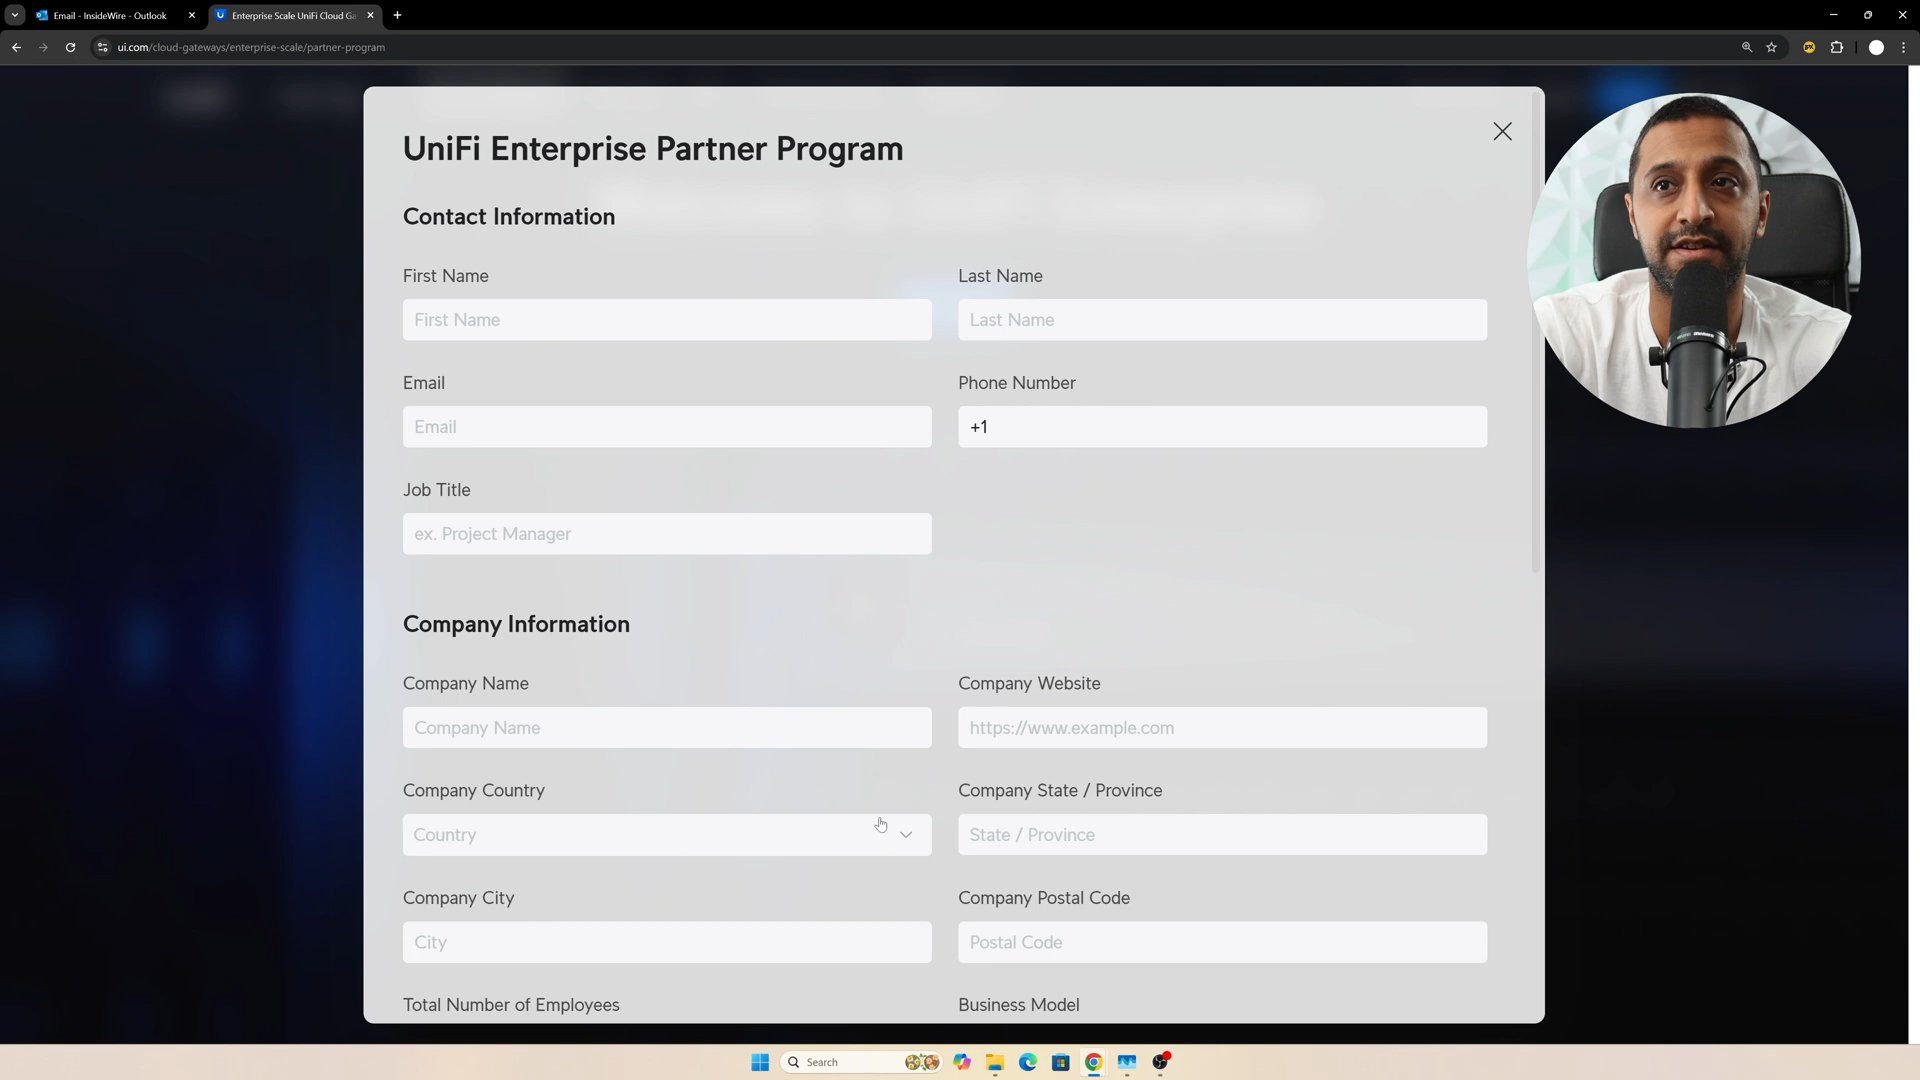 Email - InsideWire - Outlook
Enterprise Scale UniFi Cloud Ga
ui.com/cloud-gateways/enterprise-scale/partner-program
UniFi Enterprise Partner Program
Contact Information
First Name
Last Name
First Name
Last Name
Email
Phone Number
Email
+1
Job Title
ex. Project Manager
Company Information
Company Name
Company Website
Company Name
https://www.example.com
Company Country
Company State / Province
Country
State / Province
Company City
Company Postal Code
City
Postal Code
Total Number of Employees
Business Model
Search